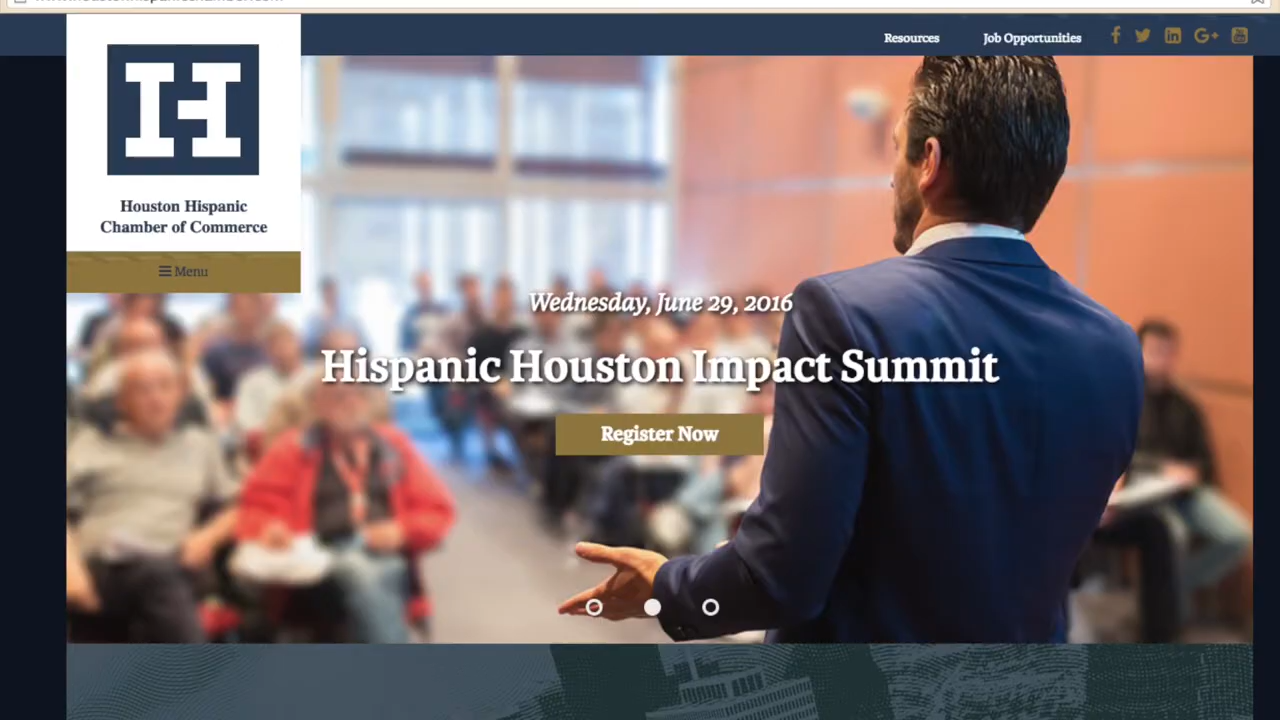 Resources
Job Opportunities
Houston Hispanic
Chamber of Commerce
Menu
Wednesday, June 29, 2016
Hispanic Houston Impact Summit
Register Now